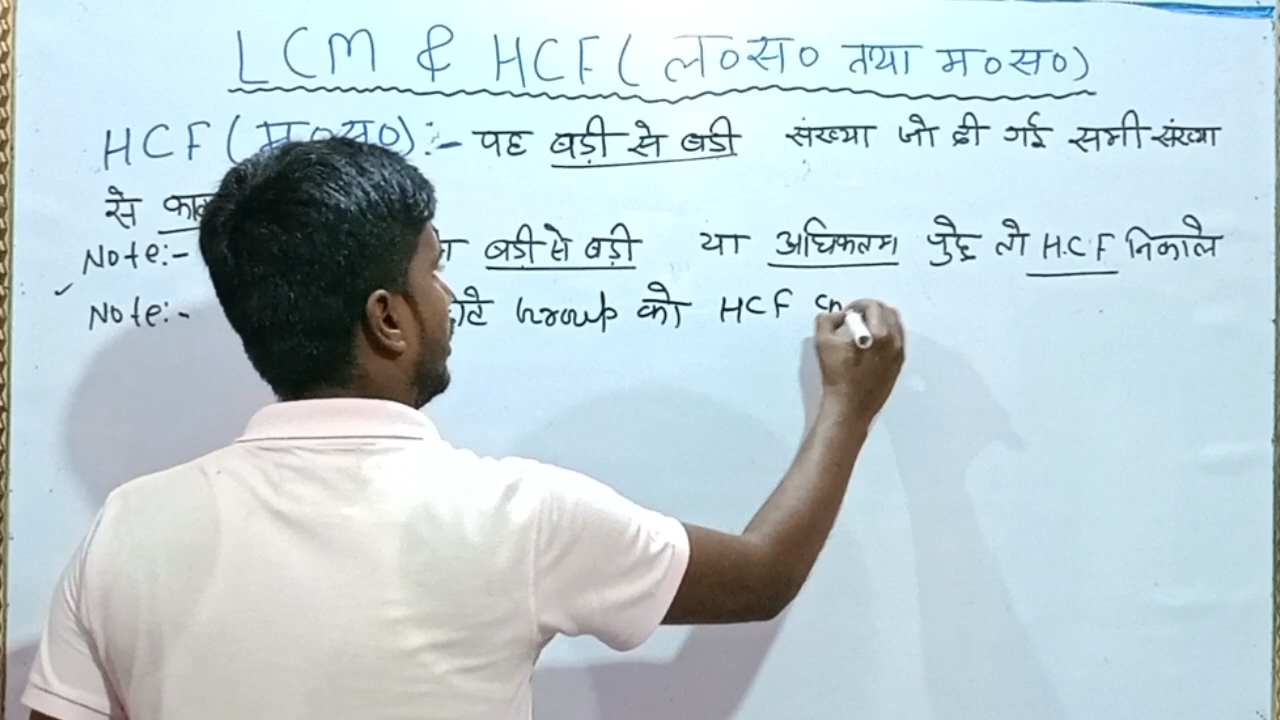 LCM & HCF ( ल०स० तथा म०स०)
HCF (म०स०):- वह बड़ी से बडी संख्या जो दी गई सभी संख्या
से
Note:- बड़ी से बड़ी या अधिकतम पुछे तो H.C.F निकाले
Note:- Group को HCF